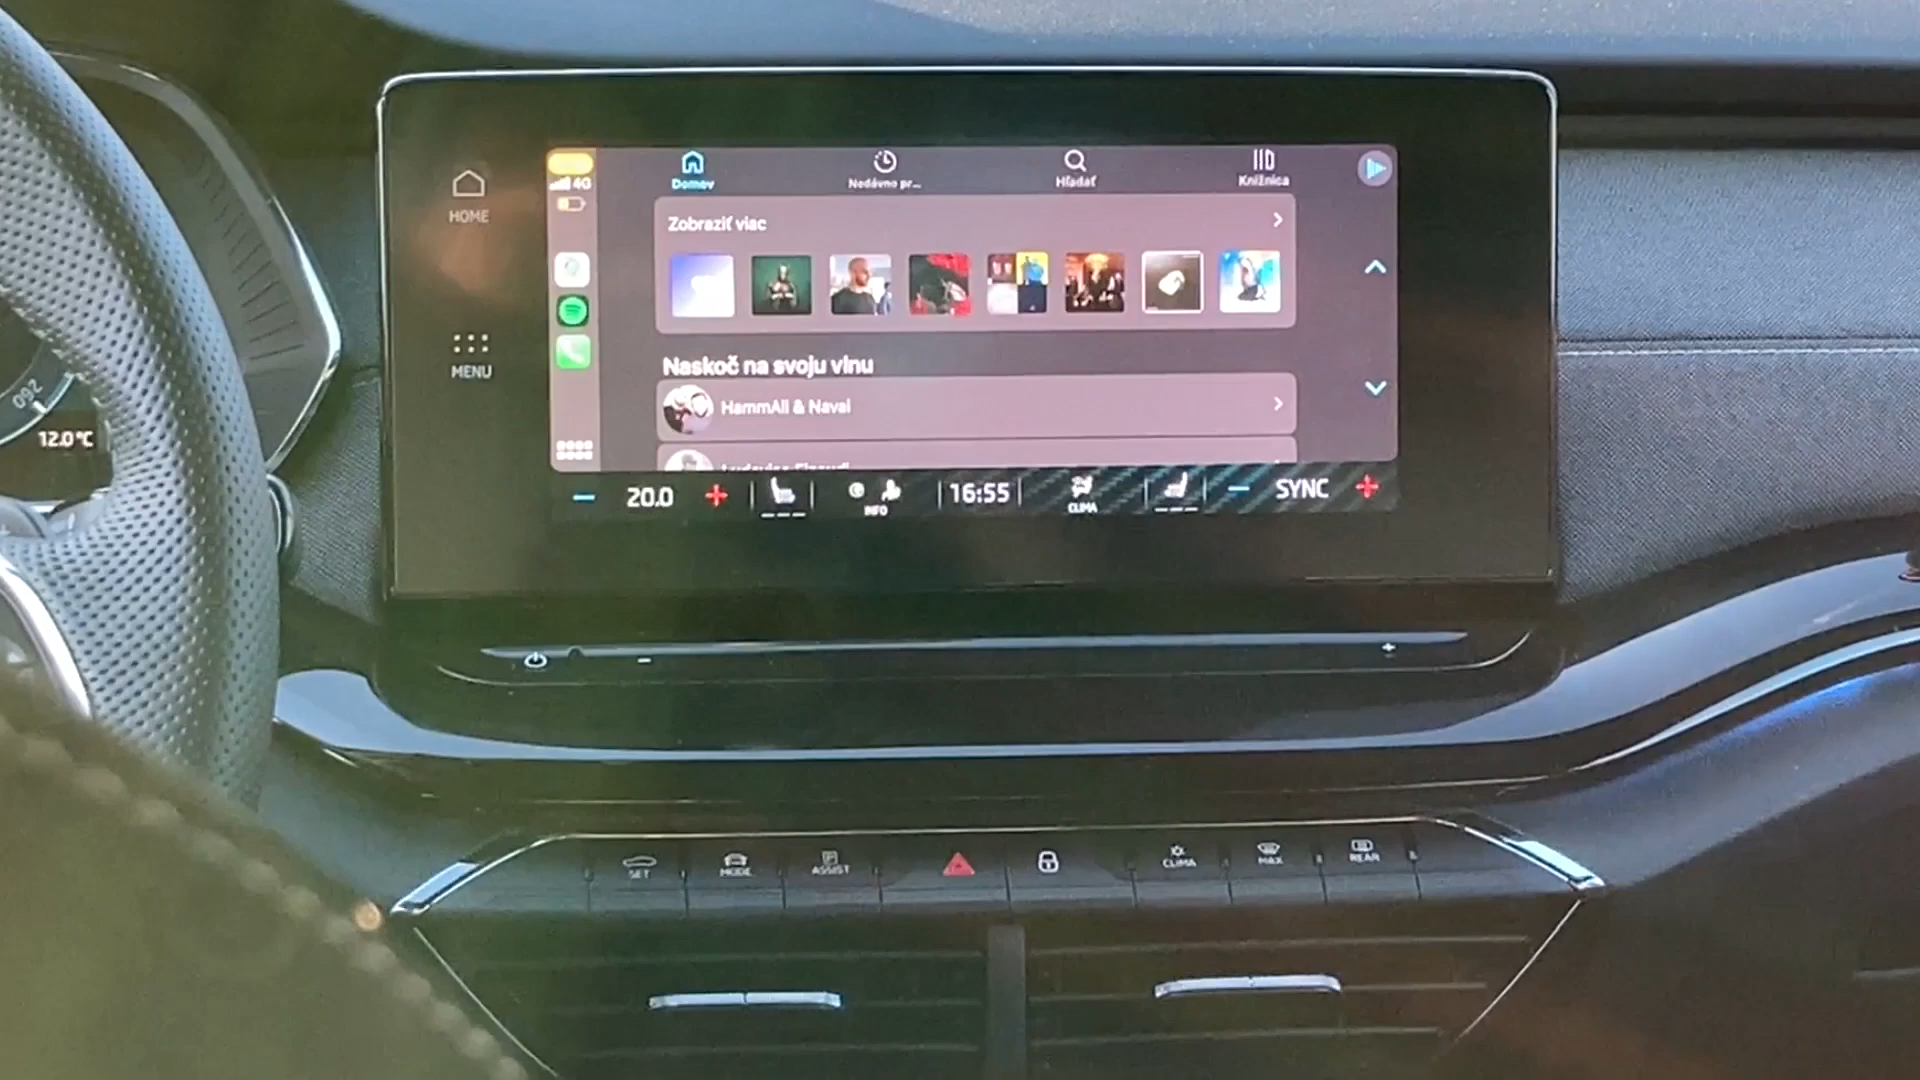 HOME
MENU
4G
Domov
Nedávno pr...
Hľadať
Knižnica
Zobraziť viac
Naskoč na svoju vlnu
HammAli & Navai
20.0
INFO
16:55
CLIMA
SYNC
260
12.0°C
SET
MODE
ASSIST
CLIMA
MAX
REAR